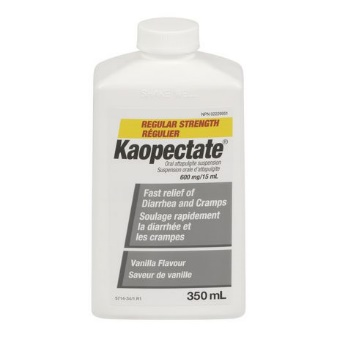 REGULAR STRENGTH
RÉGULIER
Kaopectate®
Oral attapulgite suspension
Suspension orale d'attapulgite
600 mg/15 mL
Fast relief of
Diarrhea and Cramps
Soulage rapidement
la diarrhée et
les crampes
Vanilla Flavour
Saveur de vanille
350 mL